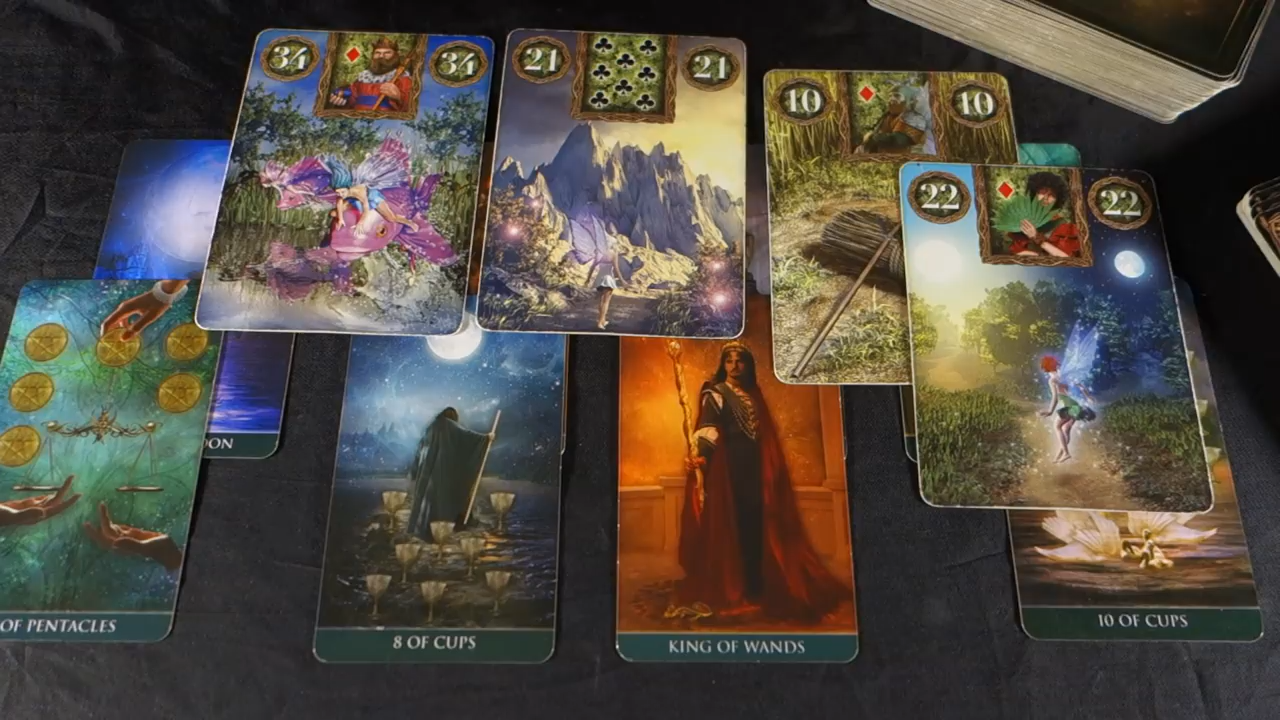 34 34
21 21
10 10
22 22
OON
OF PENTACLES
8 OF CUPS
KING OF WANDS
10 OF CUPS